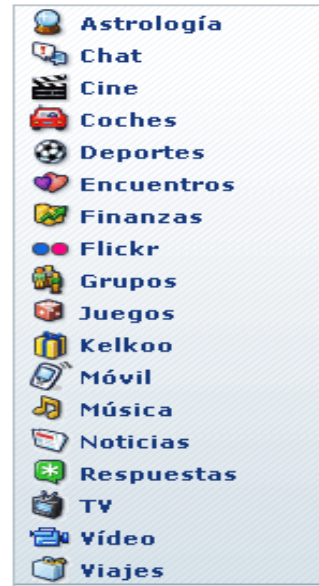 Astrología
Chat
Cine
Coches
Deportes
Encuentros
Finanzas
Flickr
Grupos
Juegos
Kelkoo
Móvil
Música
Noticias
Respuestas
TV
Vídeo
Viajes